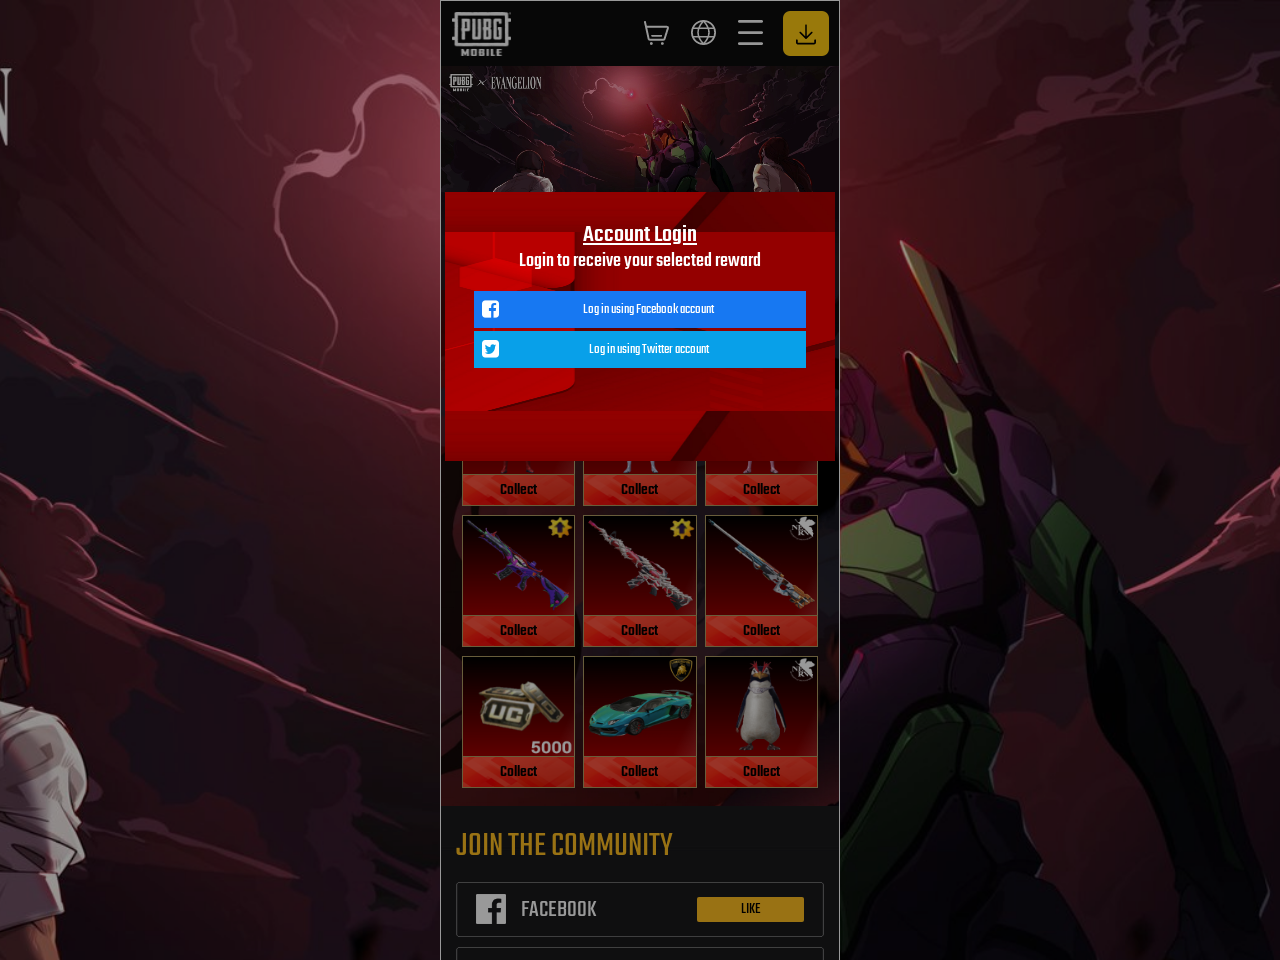 PUBG
MOBILE
PUBG
MOBILE
× EVANGELION
N
Account Login
Login to receive your selected reward
Log in using Facebook account
Log in using Twitter account
Collect
Collect
Collect
Collect
Collect
Collect
UC
5000
Collect
Collect
Collect
JOIN THE COMMUNITY
FACEBOOK
LIKE